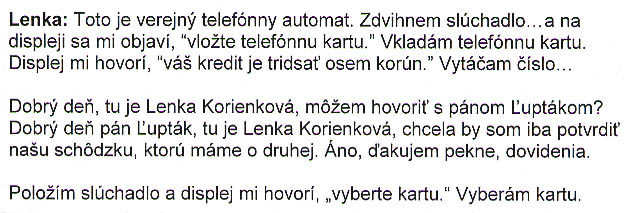 Lenka: Toto je verejný telefónny automat. Zdvihnem slúchadlo...a na
displeji sa mi objaví, “vložte telefónnu kartu.” Vkladám telefónnu kartu.
Displej mi hovorí, “váš kredit je tridsať osem korún.” Vytáčam číslo...
Dobrý deň, tu je Lenka Korienková, môžem hovoriť s pánom Ľuptákom?
Dobrý deň pán Ľupták, tu je Lenka Korienková, chcela by som iba potvrdiť
našu schôdzku, ktorú máme o druhej. Áno, ďakujem pekne, dovidenia.
Položím slúchadlo a displej mi hovorí, „vyberte kartu.“ Vyberám kartu.